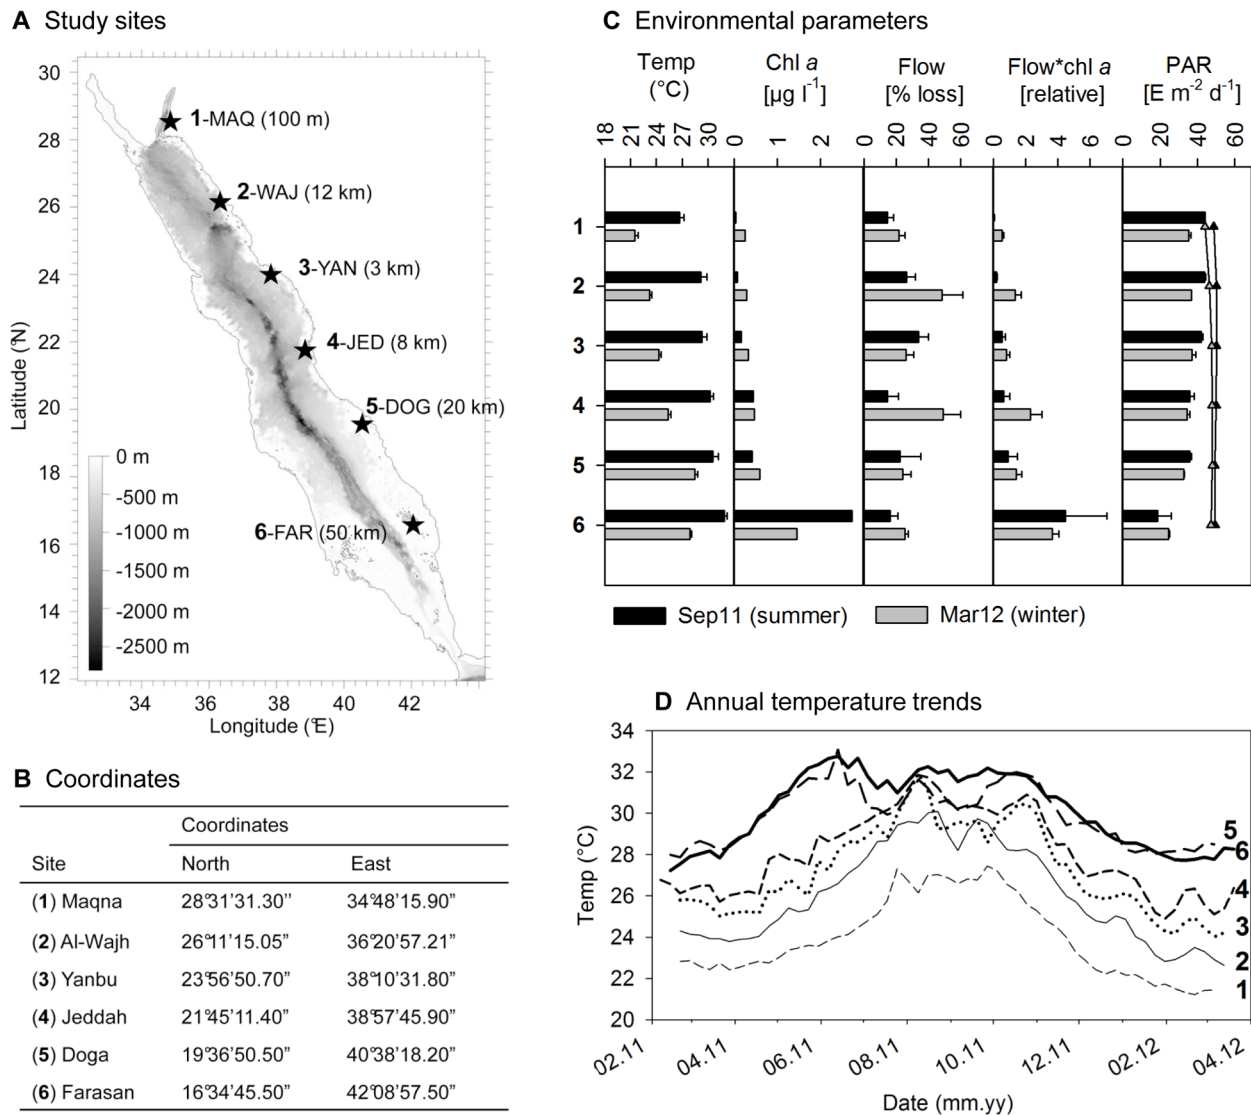 A Study sites
30
28
26
24
22
20
18
16
14
12
Latitude (°N)
1-MAQ (100 m)
2-WAJ (12 km)
3-YAN (3 km)
4-JED (8 km)
5-DOG (20 km)
6-FAR (50 km)
0 m
-500 m
-1000 m
-1500 m
-2000 m
-2500 m
34 36 38 40 42
Longitude (°E)
B Coordinates
Coordinates
Site North East
(1) Maqna 28°31'31.30'' 34°48'15.90”
(2) Al-Wajh 26°11'15.05” 36°20'57.21”
(3) Yanbu 23°56'50.70” 38°10'31.80”
(4) Jeddah 21°45'11.40” 38°57'45.90”
(5) Doga 19°36'50.50” 40°38'18.20”
(6) Farasan 16°34'45.50” 42°08'57.50”
C Environmental parameters
Temp Chl a Flow Flow*chl a PAR
(°C) [µg l-1] [% loss] [relative] [E m-2 d-1]
18 21 24 27 30 0 1 2 0 20 40 60 0 2 4 6 0 20 40 60
1
2
3
4
5
6
Sep11 (summer) Mar12 (winter)
D Annual temperature trends
34
32
30
28
26
24
22
20
Temp (°C)
5
6
4
3
2
1
02.11 04.11 06.11 08.11 10.11 12.11 02.12 04.12
Date (mm.yy)